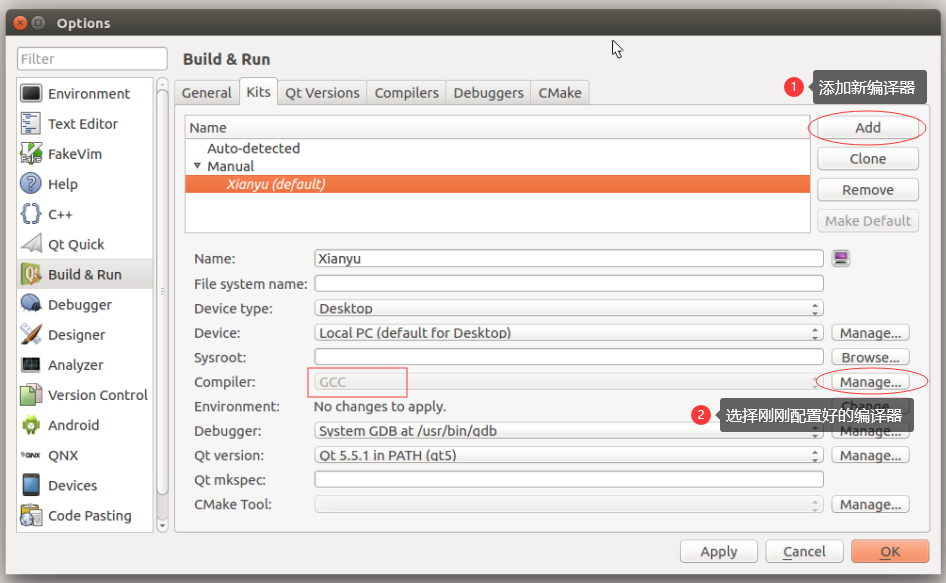 Options
Filter
Build & Run
Environment
Text Editor
FakeVim
Help
C++
Qt Quick
Build & Run
Debugger
Designer
Analyzer
Version Control
Android
QNX
QNX
Devices
Code Pasting
General Kits Qt Versions Compilers Debuggers CMake
1 添加新编译器
Name
Auto-detected
Manual
Xianyu (default)
Add
Clone
Remove
Make Default
Name: Xianyu
File system name:
Device type: Desktop
Device: Local PC (default for Desktop) Manage...
Sysroot: Browse...
Compiler: GCC Manage...
Environment: No changes to apply. Change...
2 选择刚刚配置好的编译器
Debugger: System GDB at /usr/bin/gdb Manage...
Qt version: Qt 5.5.1 in PATH (qt5) Manage...
Qt mkspec:
CMake Tool: Manage...
Apply Cancel OK